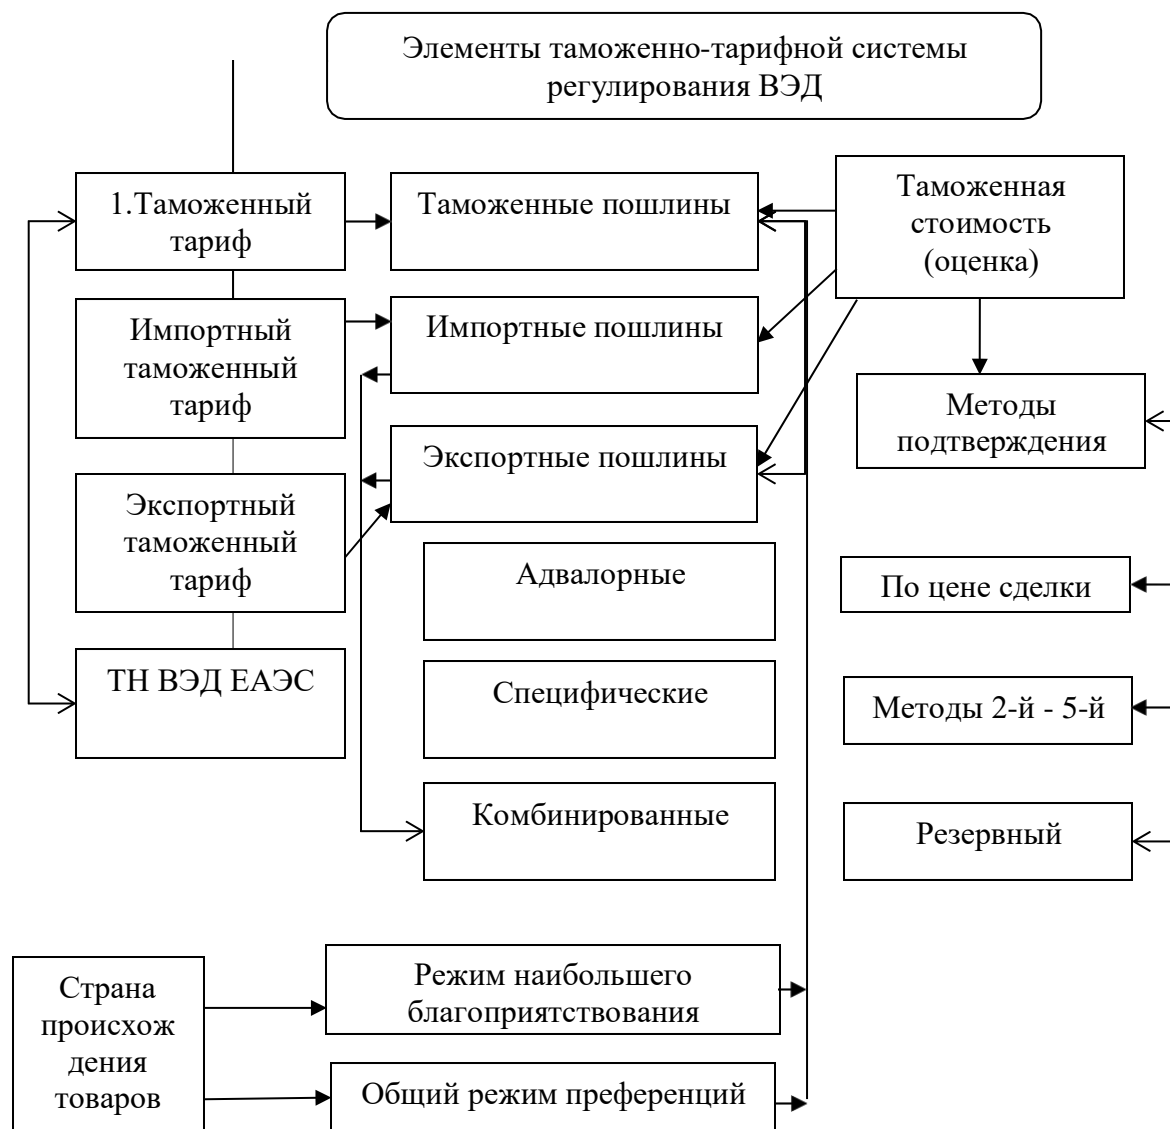 Элементы таможенно-тарифной системы
регулирования ВЭД
1.Таможенный
тариф
Таможенные пошлины
Таможенная
стоимость
(оценка)
Импортный
таможенный
тариф
Импортные пошлины
Методы
подтверждения
Экспортные пошлины
Экспортный
таможенный
тариф
Адвалорные
По цене сделки
ТН ВЭД ЕАЭС
Специфические
Методы 2-й - 5-й
Комбинированные
Резервный
Страна
происхож
дения
товаров
Режим наибольшего
благоприятствования
Общий режим преференций